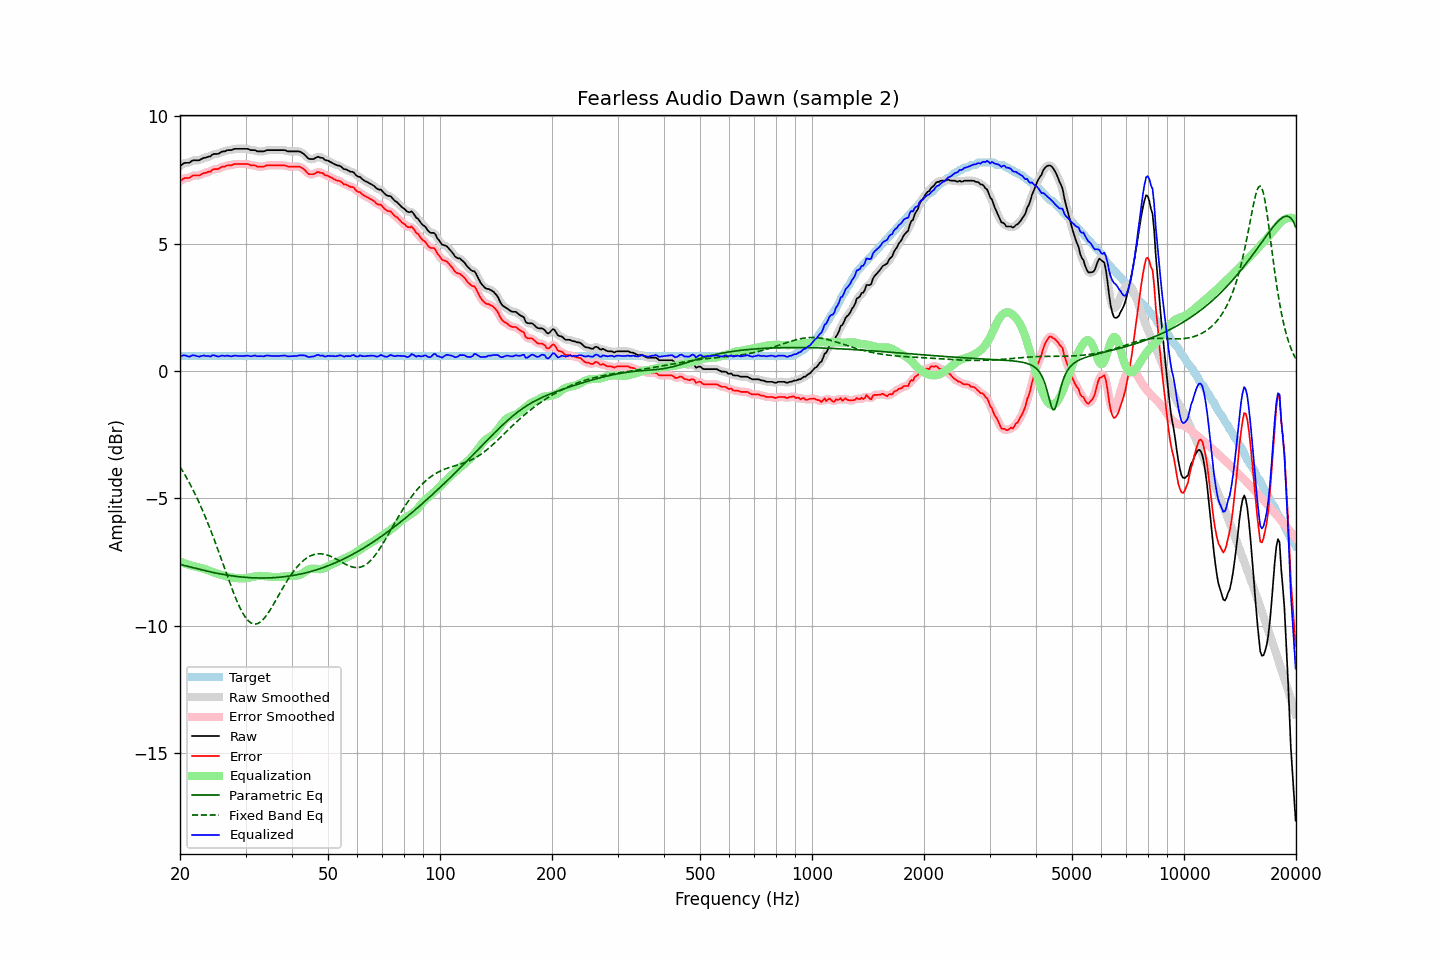 Fearless Audio Dawn (sample 2)
10
5
0
−5
−10
−15
Amplitude (dBr)
Target
Raw Smoothed
Error Smoothed
Raw
Error
Equalization
Parametric Eq
Fixed Band Eq
Equalized
20 50 100 200 500 1000 2000 5000 10000 20000
Frequency (Hz)